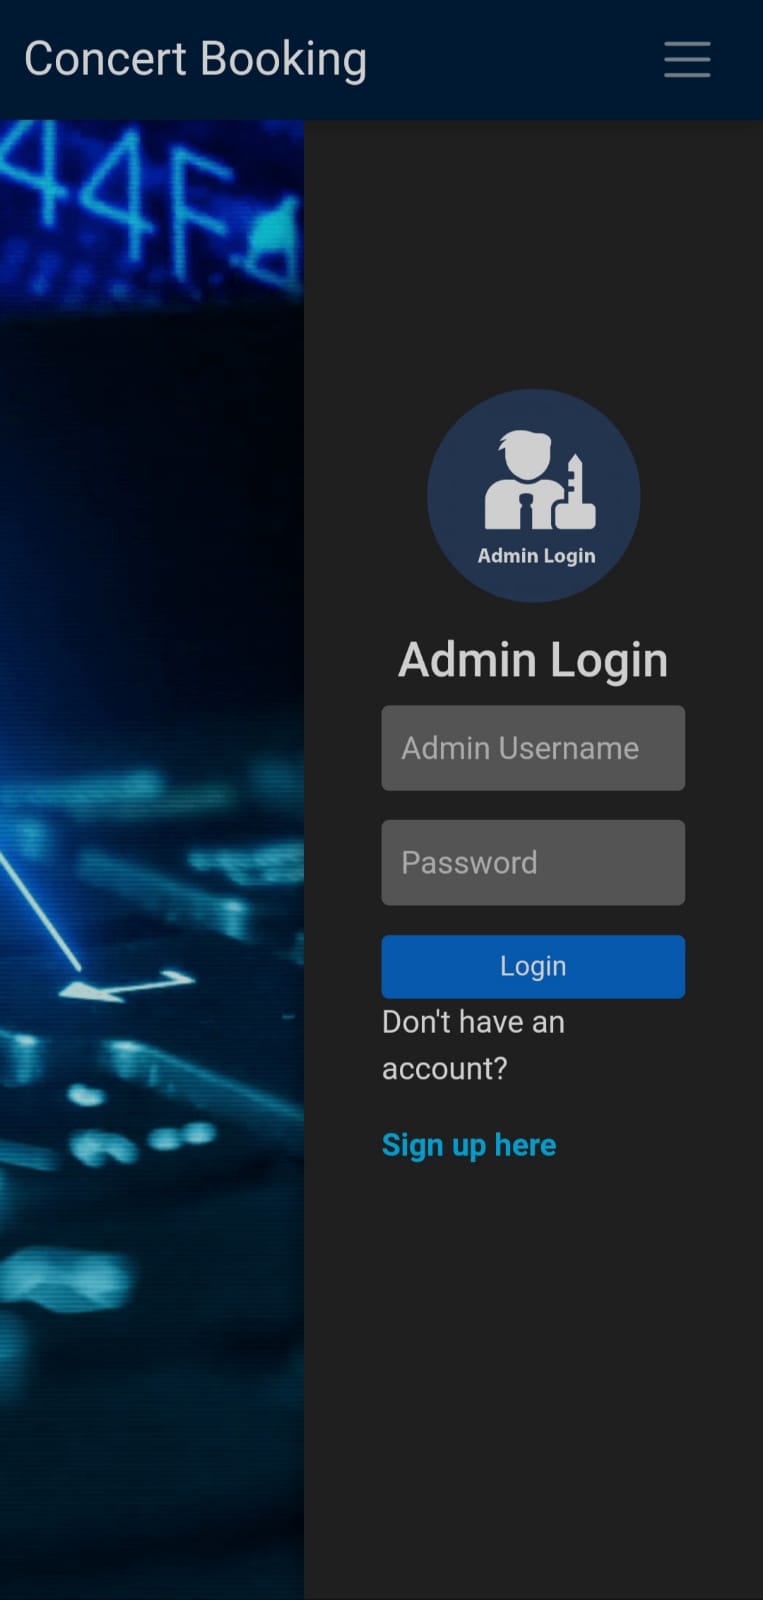 Concert Booking
44F
Admin Login
Admin Login
Admin Username
Password
Login
Don't have an
account?
Sign up here